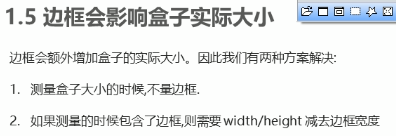 1.5 边框会影响盒子实际大小
边框会额外增加盒子的实际大小。因此我们有两种方案解决:
1. 测量盒子大小的时候,不量边框.
2. 如果测量的时候包含了边框,则需要 width/height 减去边框宽度